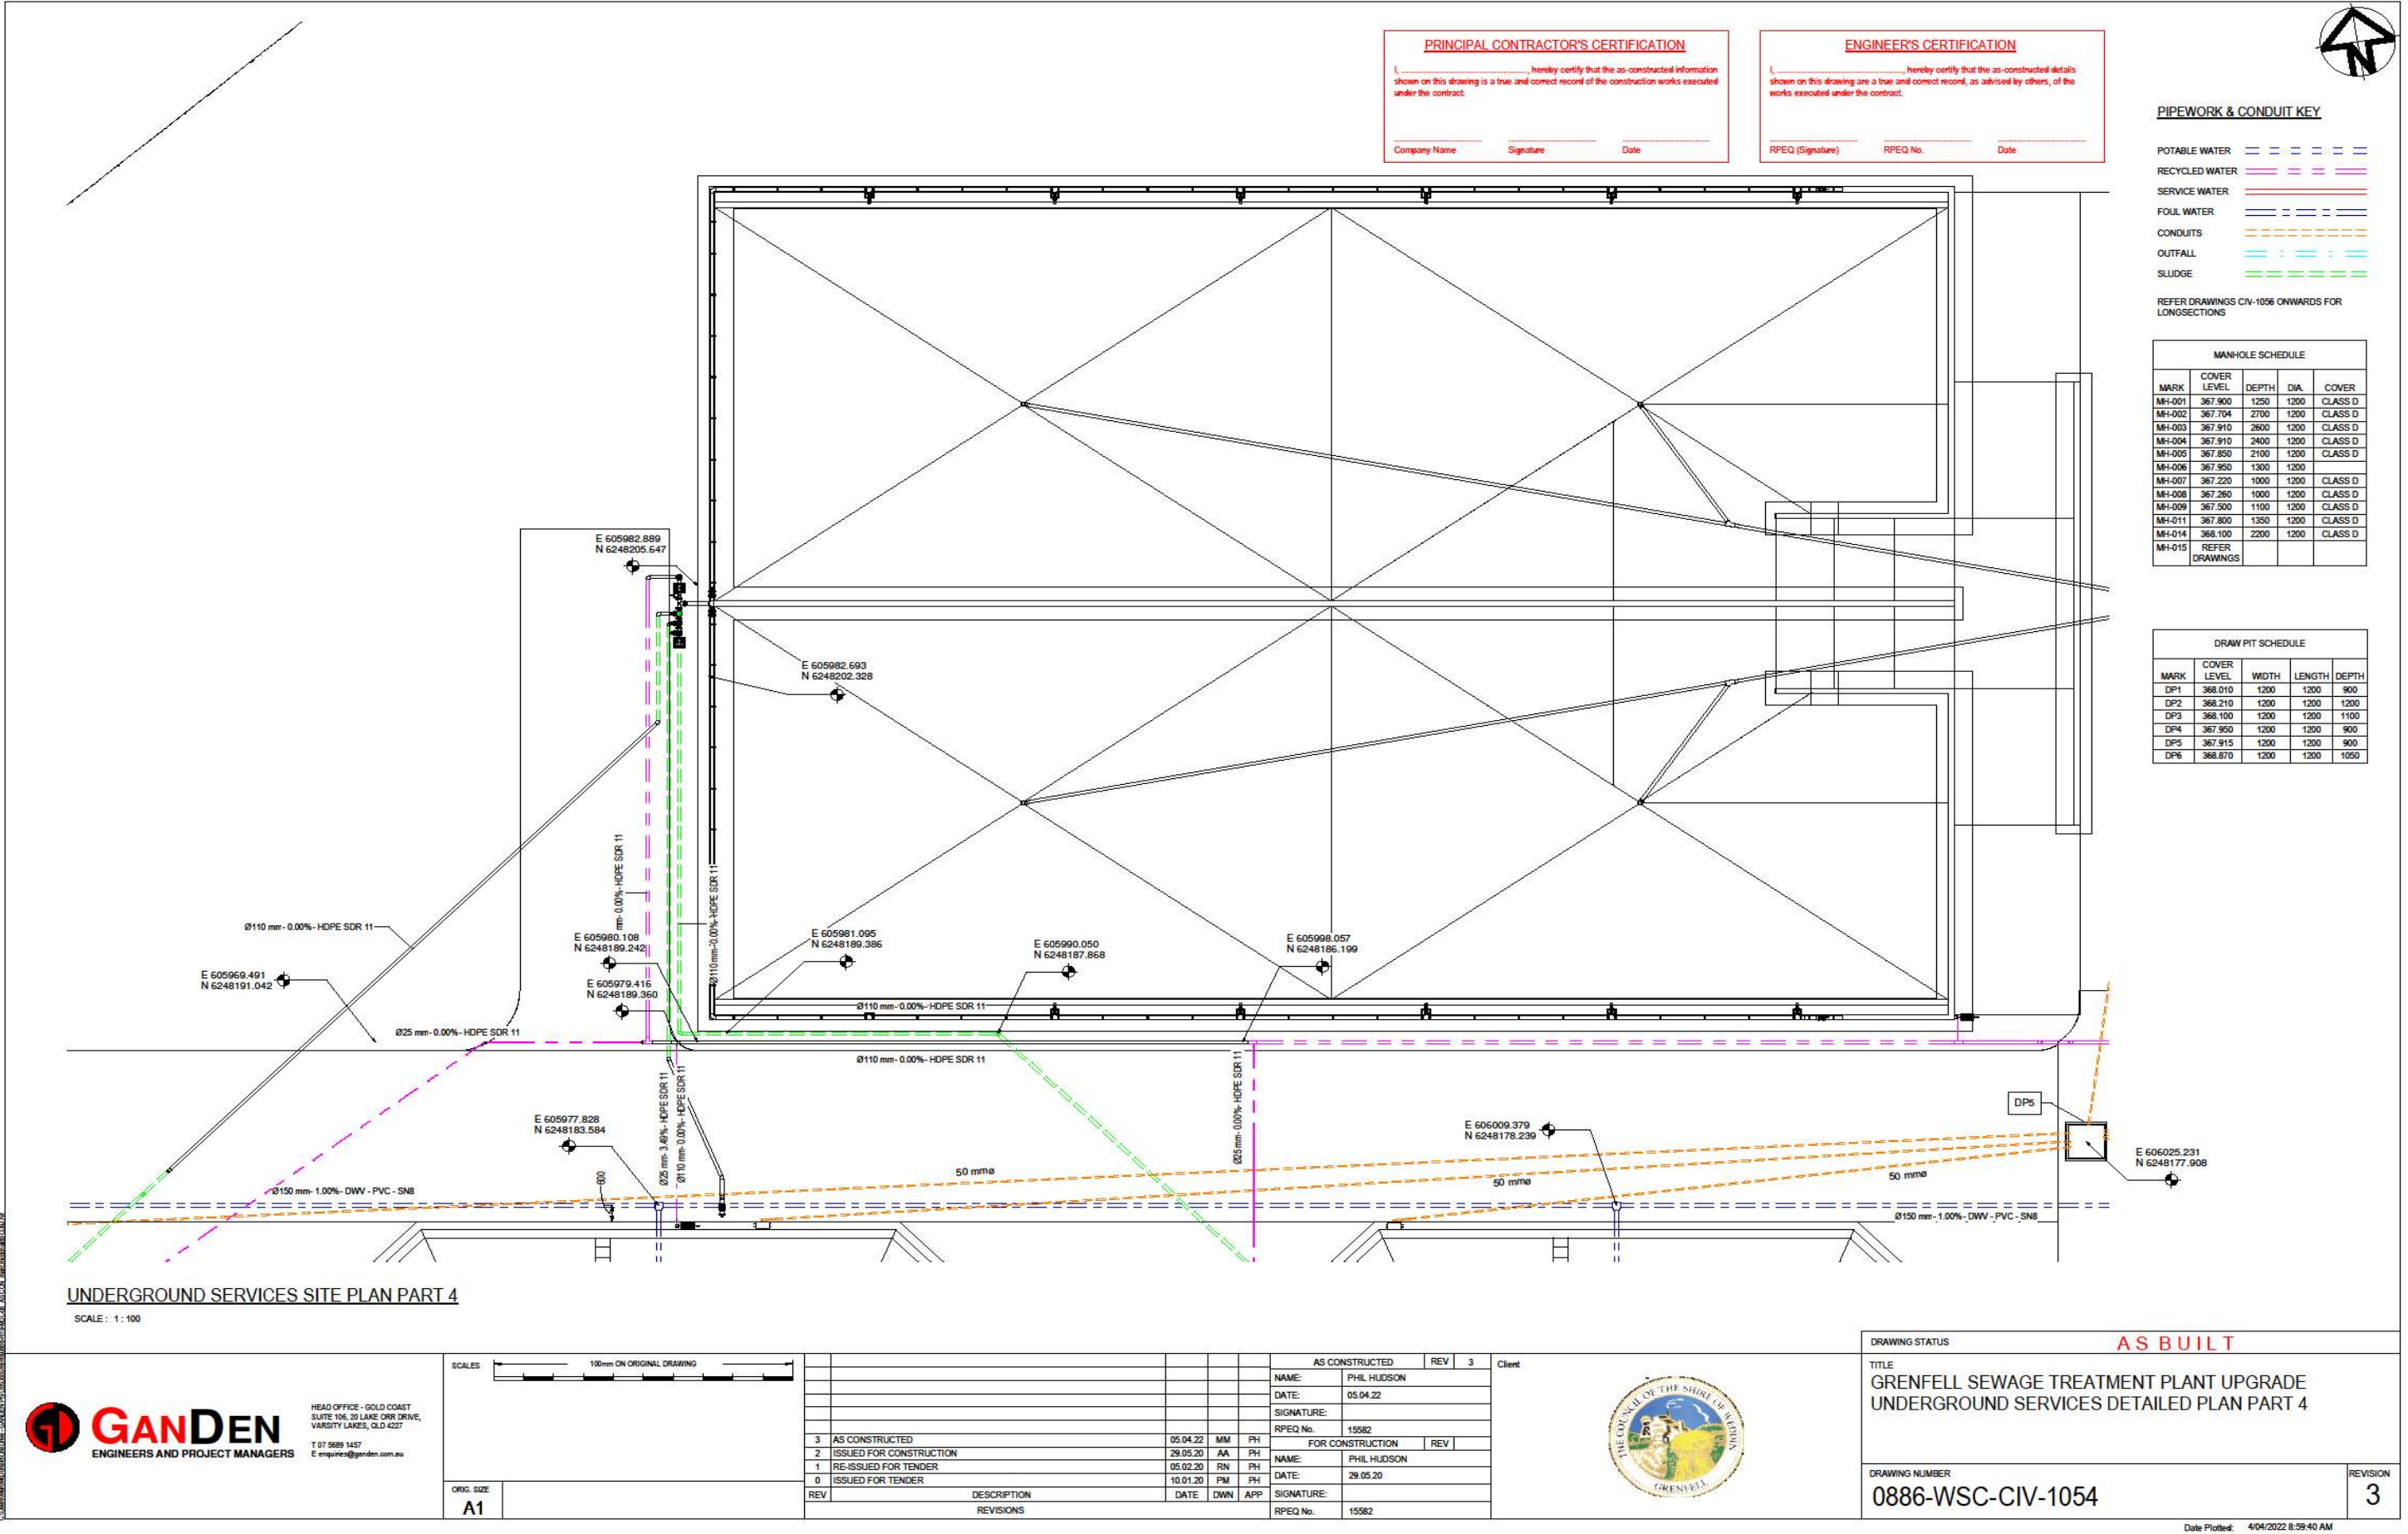 PRINCIPAL CONTRACTOR'S CERTIFICATION
I, ................................, hereby certify that the as-constructed information
shown on this drawing is a true and correct record of the construction works executed
under the contract.
Company Name Signature Date
ENGINEER'S CERTIFICATION
I, ................................, hereby certify that the as-constructed details
shown on this drawing are a true and correct record, as advised by others, of the
works executed under the contract.
RPEQ (Signature) RPEQ No. Date
N
PIPEWORK & CONDUIT KEY
POTABLE WATER
RECYCLED WATER
SERVICE WATER
FOUL WATER
CONDUITS
OUTFALL
SLUDGE
REFER DRAWINGS CIV-1056 ONWARDS FOR
LONGSECTIONS
MANHOLE SCHEDULE
MARK COVER LEVEL DEPTH DIA. COVER
MH-001 367.900 1250 1200 CLASS D
MH-002 367.704 2700 1200 CLASS D
MH-003 367.910 2600 1200 CLASS D
MH-004 367.910 2400 1200 CLASS D
MH-005 367.850 2100 1200 CLASS D
MH-006 367.950 1300 1200
MH-007 367.220 1000 1200 CLASS D
MH-008 367.260 1000 1200 CLASS D
MH-009 367.500 1100 1200 CLASS D
MH-011 367.800 1350 1200 CLASS D
MH-014 368.100 2200 1200 CLASS D
MH-015 REFER DRAWINGS
DRAW PIT SCHEDULE
MARK COVER LEVEL WIDTH LENGTH DEPTH
DP1 368.010 1200 1200 900
DP2 368.210 1200 1200 1200
DP3 368.100 1200 1200 1100
DP4 367.950 1200 1200 900
DP5 367.915 1200 1200 900
DP6 368.870 1200 1200 1050
E 605982.889
N 6248205.647
E 605982.693
N 6248202.328
mm- 0.00%- HDPE SDR 11
Ø110 mm- 0.00%- HDPE SDR 11
Ø110 mm- 0.00%- HDPE SDR 11
E 605980.108
N 6248189.242
E 605981.095
N 6248189.386
E 605990.050
N 6248187.868
E 605998.057
N 6248186.199
E 605969.491
N 6248191.042
E 605979.416
N 6248189.360
Ø110 mm- 0.00%- HDPE SDR 11
Ø25 mm- 0.00%- HDPE SDR 11
Ø110 mm- 0.00%- HDPE SDR 11
Ø25 mm- 3.49%- HDPE SDR 11
Ø110 mm- 0.00%- HDPE SDR 11
Ø25 mm- 0.00%- HDPE SDR 11
E 605977.828
N 6248183.584
E 606009.379
N 6248178.239
DP5
E 606025.231
N 6248177.908
50 mmø
50 mmø
50 mmø
600
Ø150 mm- 1.00%- DWV - PVC - SN8
Ø150 mm- 1.00%- DWV - PVC - SN8
UNDERGROUND SERVICES SITE PLAN PART 4
SCALE : 1 : 100
GANDEN
ENGINEERS AND PROJECT MANAGERS
HEAD OFFICE - GOLD COAST
SUITE 106, 20 LAKE ORR DRIVE,
VARSITY LAKES, QLD 4227
T 07 5689 1457
E enquiries@ganden.com.au
SCALES
100mm ON ORIGINAL DRAWING
ORIG. SIZE
A1
3 AS CONSTRUCTED 05.04.22 MM PH
2 ISSUED FOR CONSTRUCTION 29.05.20 AA PH
1 RE-ISSUED FOR TENDER 05.02.20 RN PH
0 ISSUED FOR TENDER 10.01.20 PM PH
REV DESCRIPTION DATE DWN APP
REVISIONS
AS CONSTRUCTED REV 3
NAME: PHIL HUDSON
DATE: 05.04.22
SIGNATURE:
RPEQ No. 15582
FOR CONSTRUCTION REV
NAME: PHIL HUDSON
DATE: 29.05.20
SIGNATURE:
RPEQ No. 15582
Client
THE COUNCIL OF THE SHIRE OF WEDDIN
GRENFELL
DRAWING STATUS
AS BUILT
TITLE
GRENFELL SEWAGE TREATMENT PLANT UPGRADE
UNDERGROUND SERVICES DETAILED PLAN PART 4
DRAWING NUMBER
0886-WSC-CIV-1054
REVISION
3
Date Plotted: 4/04/2022 8:59:40 AM